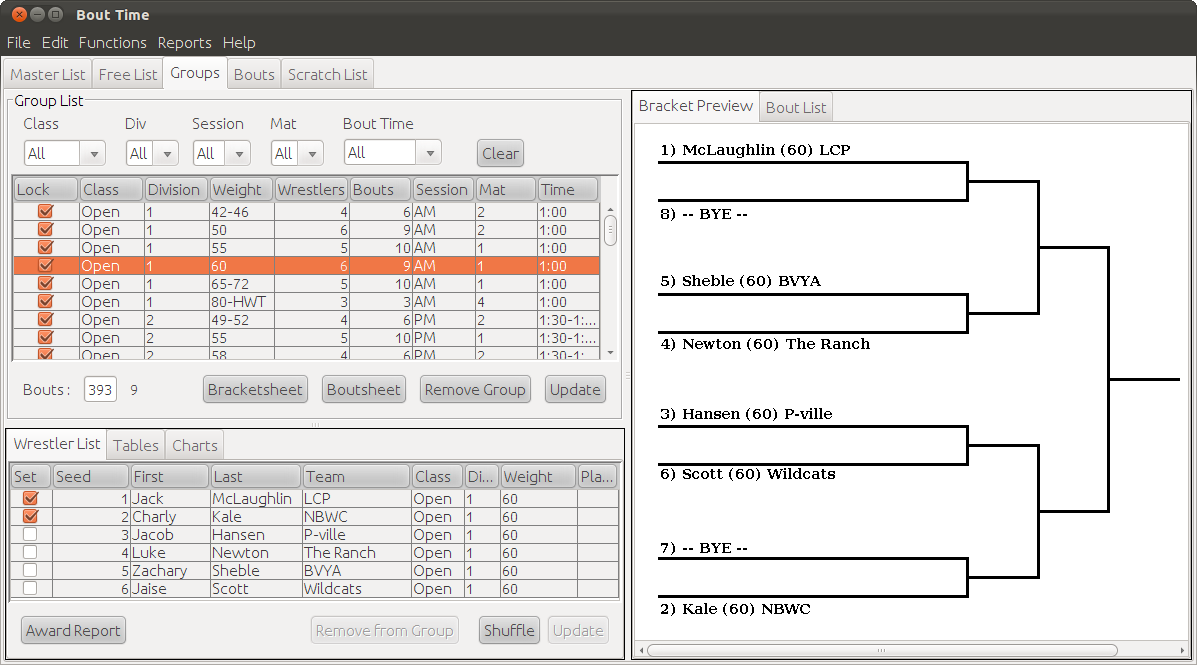 Bout Time
File Edit Functions Reports Help
Master List Free List Groups Bouts Scratch List
Group List
Class Div Session Mat Bout Time
All All All All All Clear
Lock Class Division Weight Wrestlers Bouts Session Mat Time
Open 1 42-46 4 6 AM 2 1:00
Open 1 50 6 9 AM 2 1:00
Open 1 55 5 10 AM 1 1:00
Open 1 60 6 9 AM 1 1:00
Open 1 65-72 5 10 AM 1 1:00
Open 1 80-HWT 3 3 AM 4 1:00
Open 2 49-52 4 6 PM 2 1:30-1:...
Open 2 55 5 10 PM 1 1:30-1:...
Open 2 58 4 6 PM 2 1:30-1:...
Bouts: 393 9 Bracketsheet Boutsheet Remove Group Update
Wrestler List Tables Charts
Set Seed First Last Team Class Di... Weight Pla...
1 Jack McLaughlin LCP Open 1 60
2 Charly Kale NBWC Open 1 60
3 Jacob Hansen P-ville Open 1 60
4 Luke Newton The Ranch Open 1 60
5 Zachary Sheble BVYA Open 1 60
6 Jaise Scott Wildcats Open 1 60
Award Report Remove from Group Shuffle Update
Bracket Preview Bout List
1) McLaughlin (60) LCP
8) -- BYE --
5) Sheble (60) BVYA
4) Newton (60) The Ranch
3) Hansen (60) P-ville
6) Scott (60) Wildcats
7) -- BYE --
2) Kale (60) NBWC